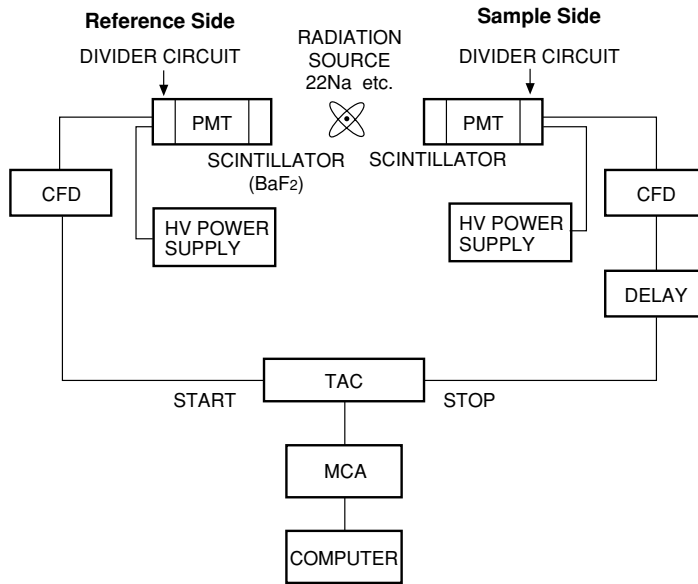 Reference Side
DIVIDER CIRCUIT
PMT
SCINTILLATOR
(BaF2)
CFD
HV POWER
SUPPLY
RADIATION
SOURCE
22Na etc.
Sample Side
DIVIDER CIRCUIT
PMT
SCINTILLATOR
CFD
HV POWER
SUPPLY
DELAY
TAC
START
STOP
MCA
COMPUTER